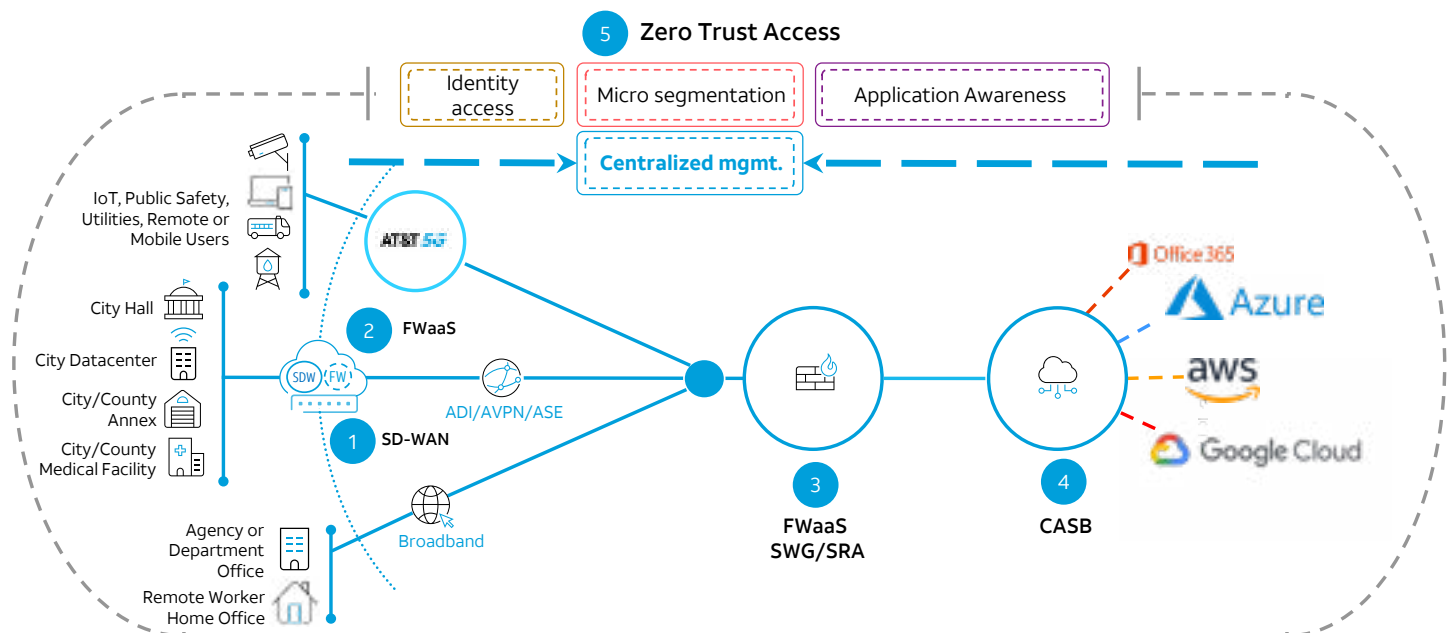 5 Zero Trust Access
Identity
access
Micro segmentation
Application Awareness
Centralized mgmt.
IoT, Public Safety,
Utilities, Remote or
Mobile Users
AT&T 5G
City Hall
City Datacenter
City/County
Annex
City/County
Medical Facility
2 FWaaS
SDW FW
ADI/AVPN/ASE
1 SD-WAN
Agency or
Department
Office
Remote Worker
Home Office
Broadband
3
FWaaS
SWG/SRA
4
CASB
Office 365
Azure
aws
Google Cloud